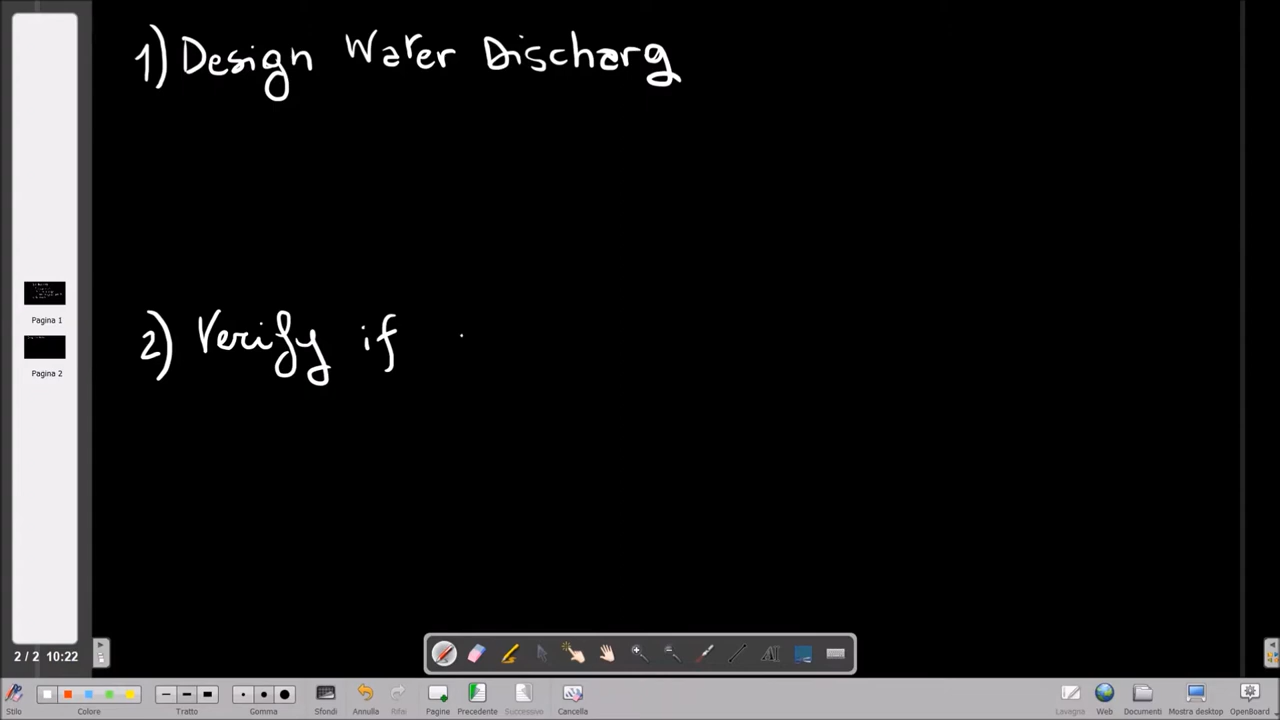 1) Design Water Discharg
2) Verify if
Pagina 1
Pagina 2
2 / 2 10:22
Stilo
Colore
Tratto
Gomma
Sfondi
Annulla
Rifai
Pagine
Precedente
Successivo
Cancella
Lavagna
Web
Documenti
Mostra desktop
OpenBoard